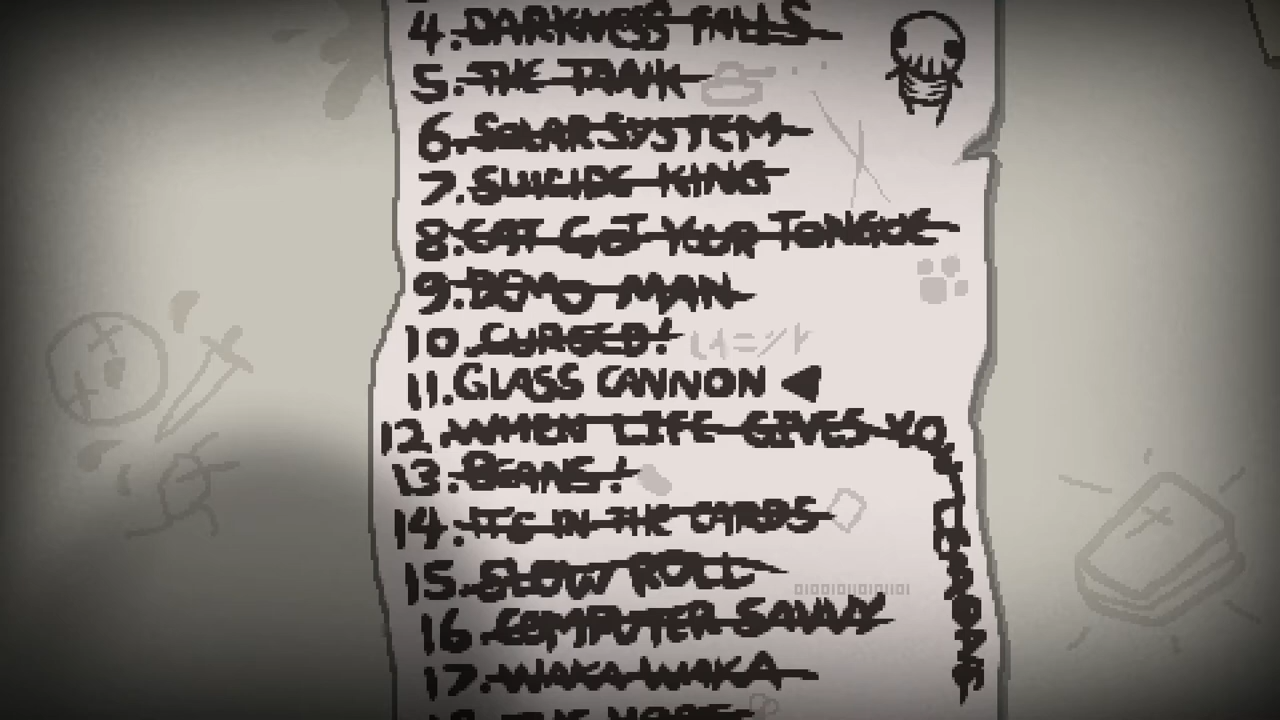 4. DARKNESS FALLS
5. THE TANK
6. SOLAR SYSTEM
7. SUICIDE KING
8. CAT GOT YOUR TONGUE
9. DEMO MAN
10. CURSED!
11. GLASS CANNON
12. WHEN LIFE GIVES YOU LEMONS
13. BEANS!
14. IT'S IN THE CARDS
15. SLOW ROLL
16. COMPUTER SAVVY
17. WAKA WAKA